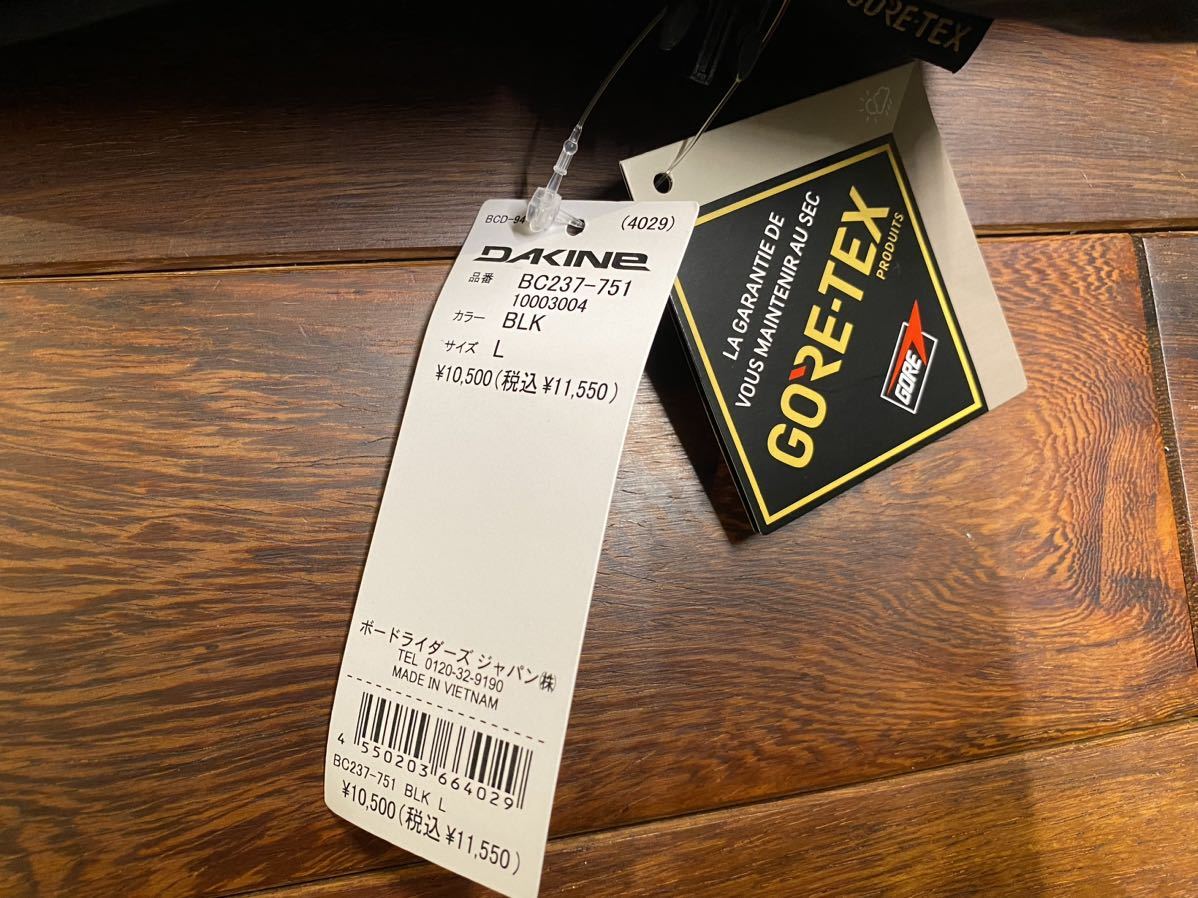 BCD-94
(4029)
DAKINE
品番 BC237-751
10003004
カラー BLK
サイズ L
¥10,500(税込¥11,550)
ボードライダーズ ジャパン㈱
TEL 0120-32-9190
MADE IN VIETNAM
4 550203 664029
BC237-751 BLK L
¥10,500(税込¥11,550)
GORE-TEX
LA GARANTIE DE
VOUS MAINTENIR AU SEC
GORE-TEX
PRODUITS
GORE